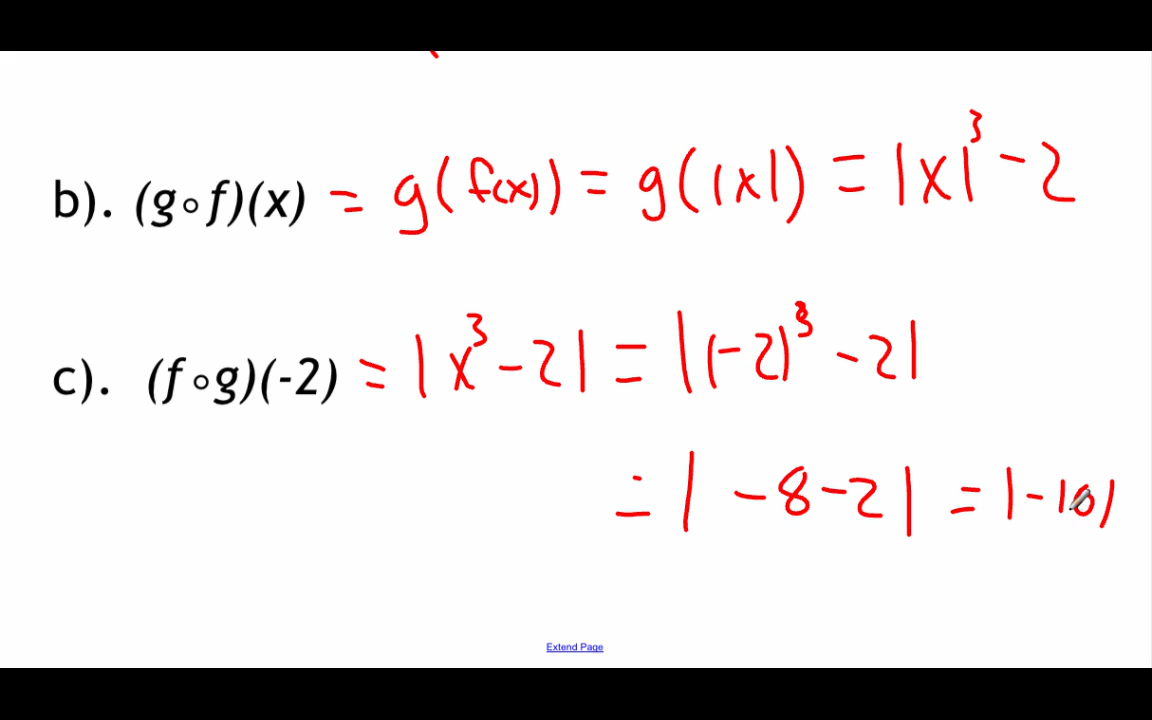 b). (g∘f)(x) = g(f(x)) = g(|x|) = |x|³ - 2
c). (f∘g)(-2) = |x³ - 2| = |(-2)³ - 2|
= | -8 - 2| = |-10|
Extend Page